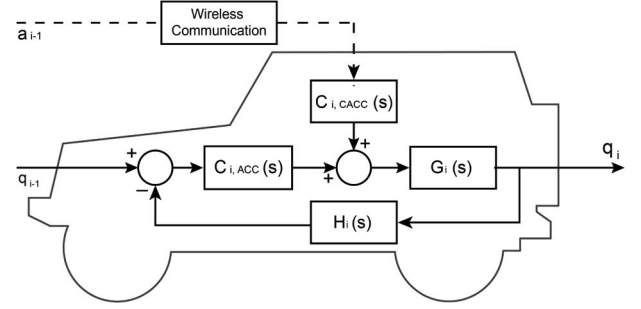 Wireless
Communication
a i-1
C i, CACC (s)
+
+
+
−
q i-1
C i, ACC (s)
+
G i (s)
q i
H i (s)